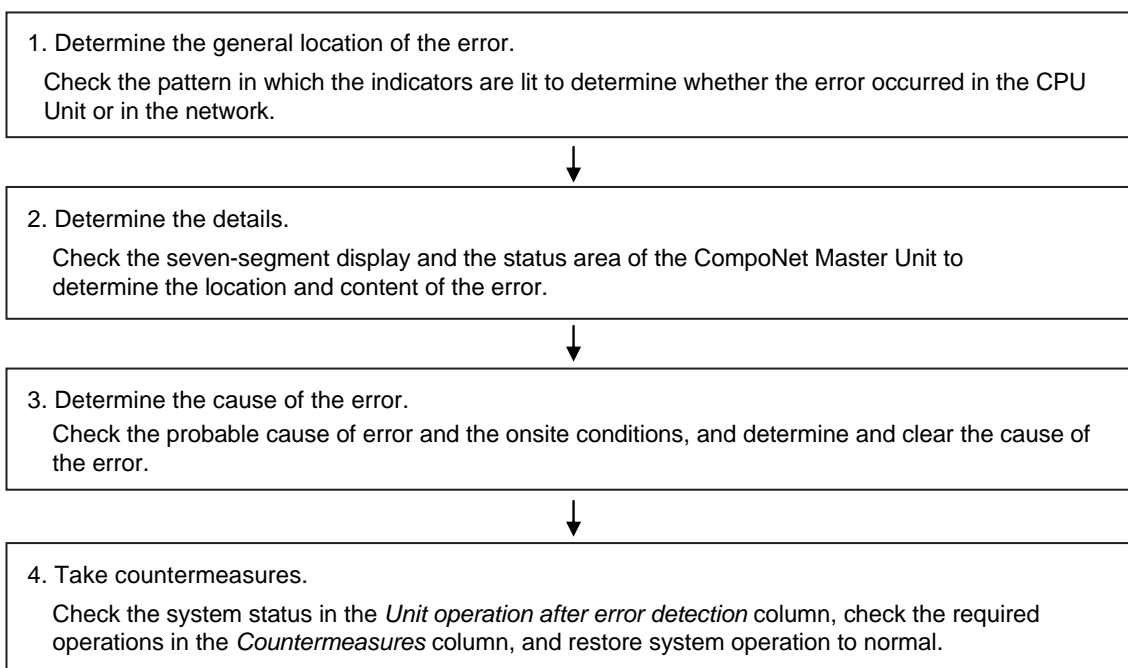 1. Determine the general location of the error.
Check the pattern in which the indicators are lit to determine whether the error occurred in the CPU
Unit or in the network.
2. Determine the details.
Check the seven-segment display and the status area of the CompoNet Master Unit to
determine the location and content of the error.
3. Determine the cause of the error.
Check the probable cause of error and the onsite conditions, and determine and clear the cause of
the error.
4. Take countermeasures.
Check the system status in the Unit operation after error detection column, check the required
operations in the Countermeasures column, and restore system operation to normal.